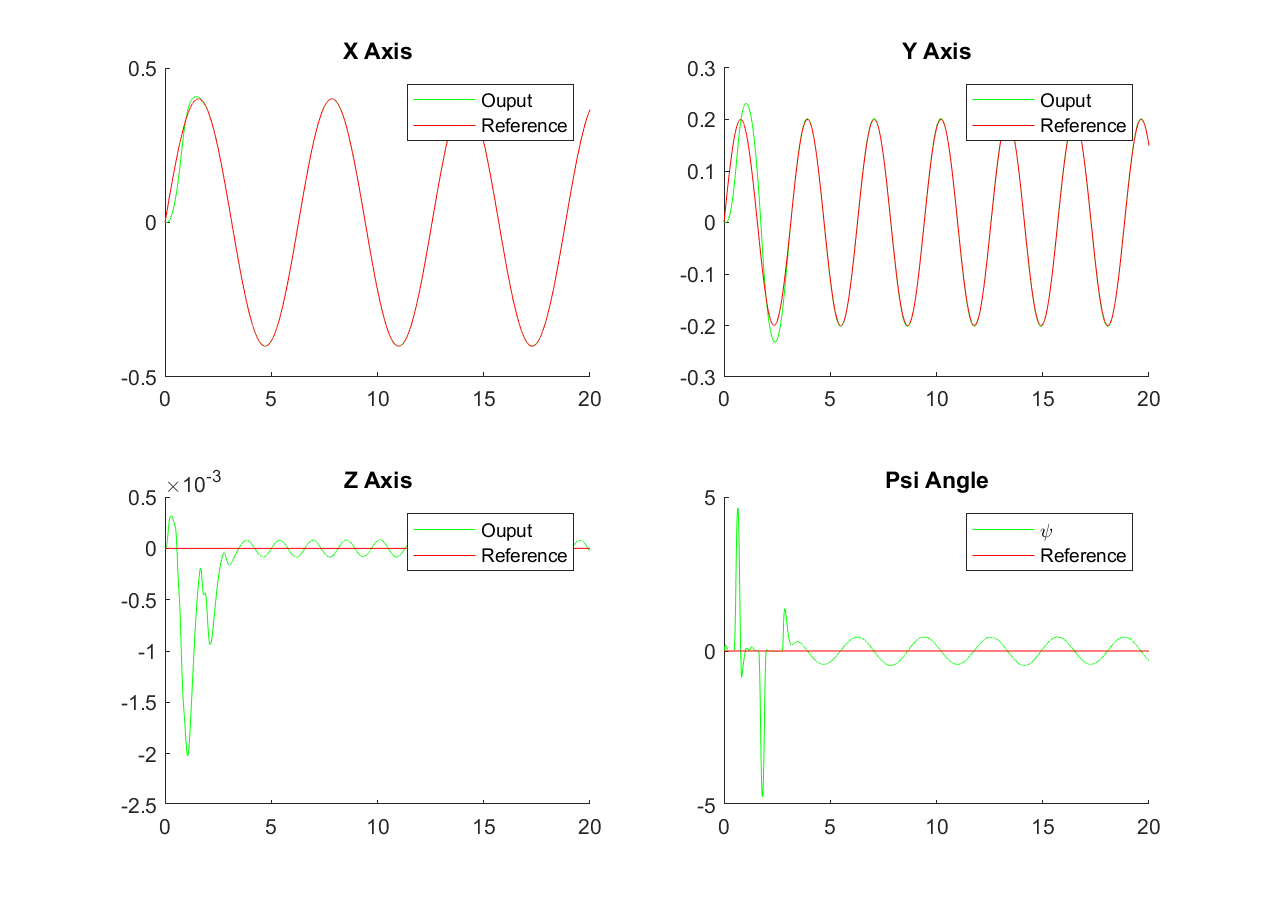 X Axis
0.5
0
-0.5
0 5 10 15 20
Ouput
Reference
Y Axis
0.3
0.2
0.1
0
-0.1
-0.2
-0.3
0 5 10 15 20
Ouput
Reference
Z Axis
×10-3
0.5
0
-0.5
-1
-1.5
-2
-2.5
0 5 10 15 20
Ouput
Reference
Psi Angle
5
0
-5
0 5 10 15 20
ψ
Reference